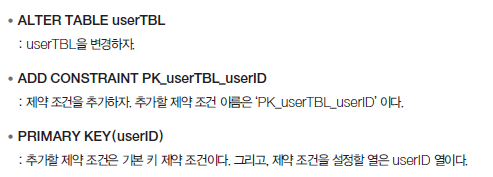 • ALTER TABLE userTBL
: userTBL을 변경하자.
• ADD CONSTRAINT PK_userTBL_userID
: 제약 조건을 추가하자. 추가할 제약 조건 이름은 ‘PK_userTBL_userID’ 이다.
• PRIMARY KEY(userID)
: 추가할 제약 조건은 기본 키 제약 조건이다. 그리고, 제약 조건을 설정할 열은 userID 열이다.